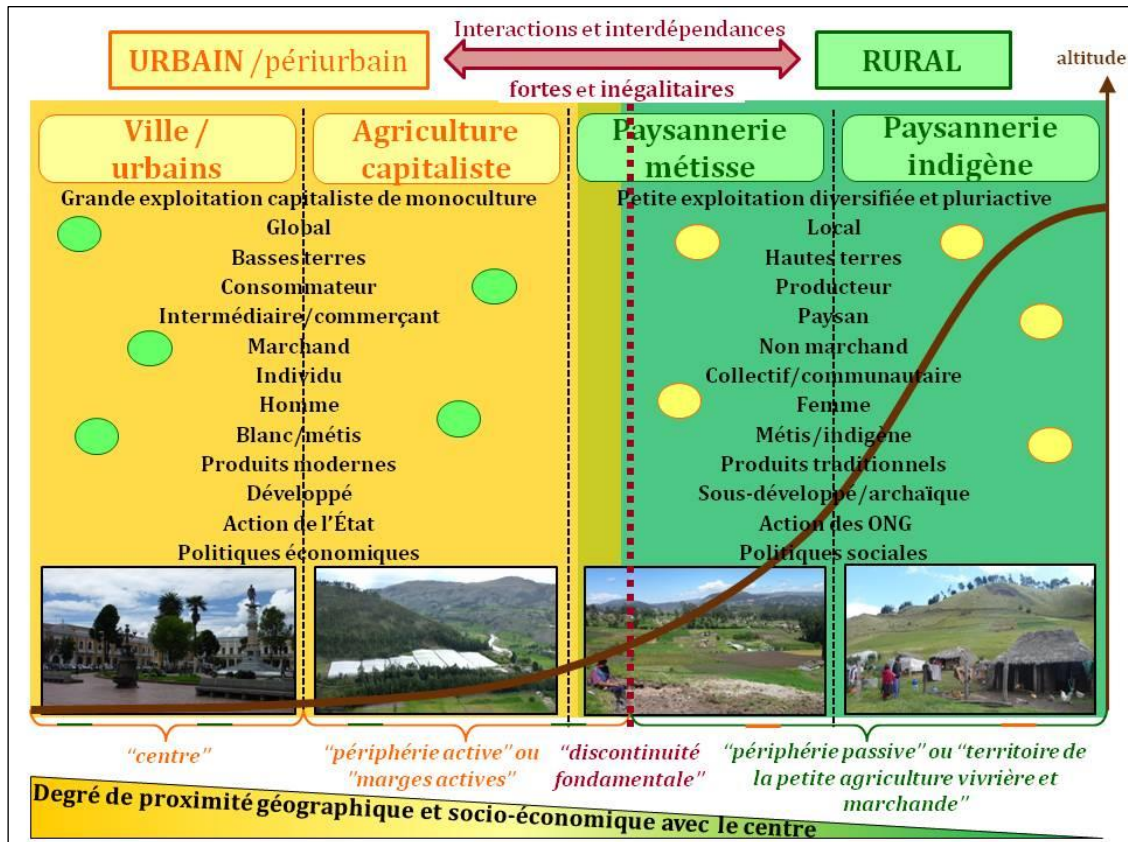 Interactions et interdépendances
URBAIN /périurbain
RURAL
altitude
fortes et inégalitaires
Ville /
urbains
Agriculture
capitaliste
Paysannerie
métisse
Paysannerie
indigène
Grande exploitation capitaliste de monoculture
Petite exploitation diversifiée et pluriactive
Global
Local
Basses terres
Hautes terres
Consommateur
Producteur
Intermédiaire/commerçant
Paysan
Marchand
Non marchand
Individu
Collectif/communautaire
Homme
Femme
Blanc/métis
Métis/indigène
Produits modernes
Produits traditionnels
Développé
Sous-développé/archaïque
Action de l'État
Action des ONG
Politiques économiques
Politiques sociales
"centre"
"périphérie active" ou
"marges actives"
"discontinuité
fondamentale"
"périphérie passive" ou "territoire de
la petite agriculture vivrière et
marchande"
Degré de proximité géographique et socio-économique avec le centre